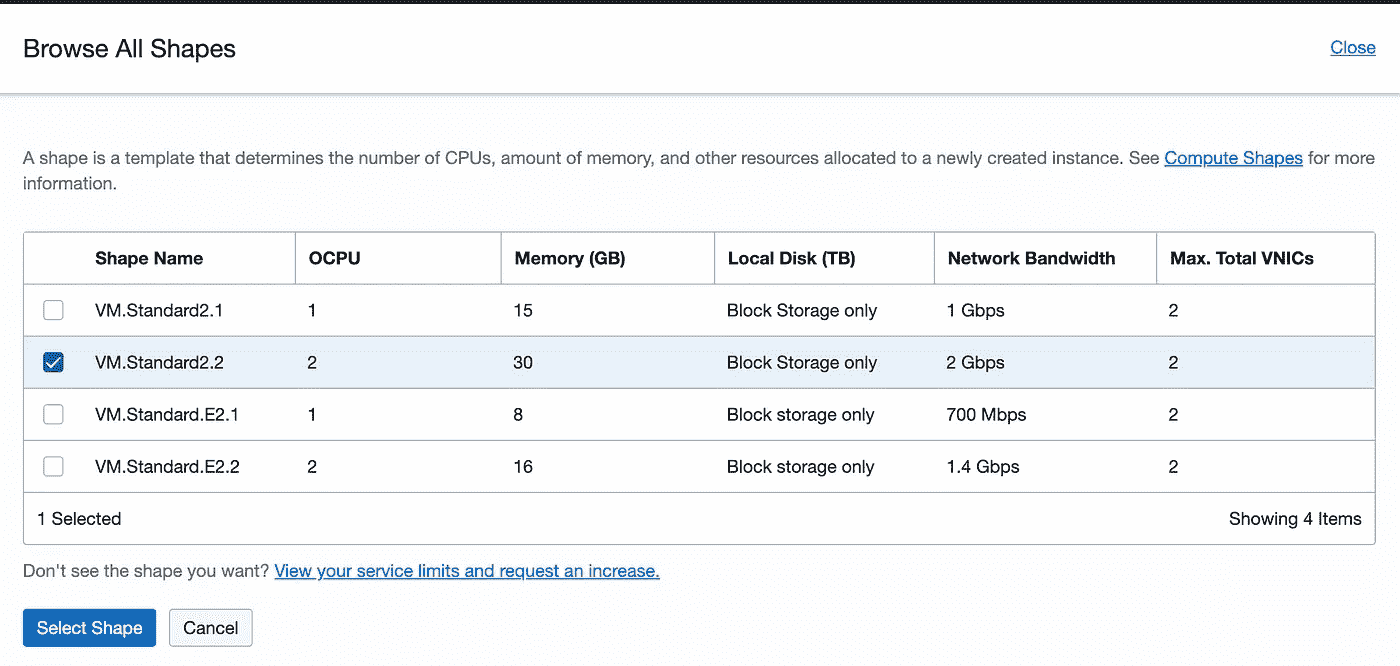 Browse All Shapes Close
A shape is a template that determines the number of CPUs, amount of memory, and other resources allocated to a newly created instance. See Compute Shapes for more
information.
Shape Name OCPU Memory (GB) Local Disk (TB) Network Bandwidth Max. Total VNICs
VM.Standard2.1 1 15 Block Storage only 1 Gbps 2
VM.Standard2.2 2 30 Block Storage only 2 Gbps 2
VM.Standard.E2.1 1 8 Block storage only 700 Mbps 2
VM.Standard.E2.2 2 16 Block storage only 1.4 Gbps 2
1 Selected Showing 4 Items
Don't see the shape you want? View your service limits and request an increase.
Select Shape Cancel